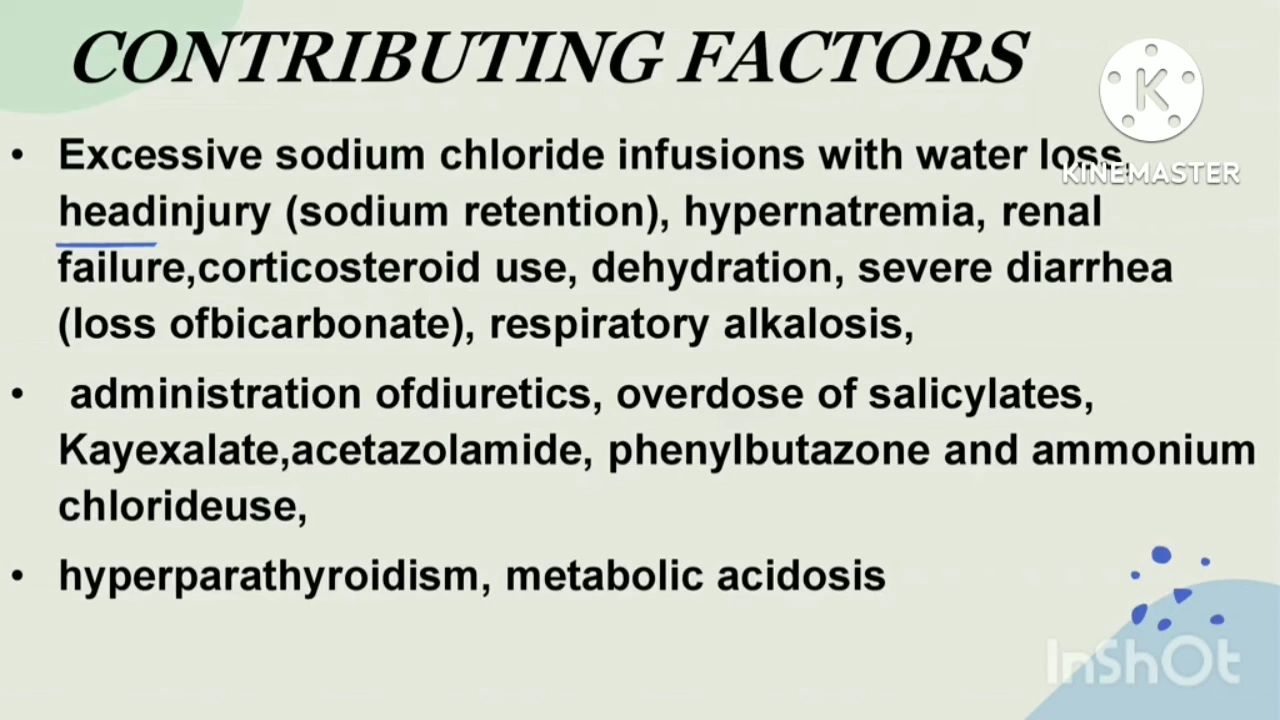 CONTRIBUTING FACTORS
• Excessive sodium chloride infusions with water loss,
headinjury (sodium retention), hypernatremia, renal
failure,corticosteroid use, dehydration, severe diarrhea
(loss ofbicarbonate), respiratory alkalosis,
• administration ofdiuretics, overdose of salicylates,
Kayexalate,acetazolamide, phenylbutazone and ammonium
chlorideuse,
• hyperparathyroidism, metabolic acidosis
K
KINEMASTER
InShOt